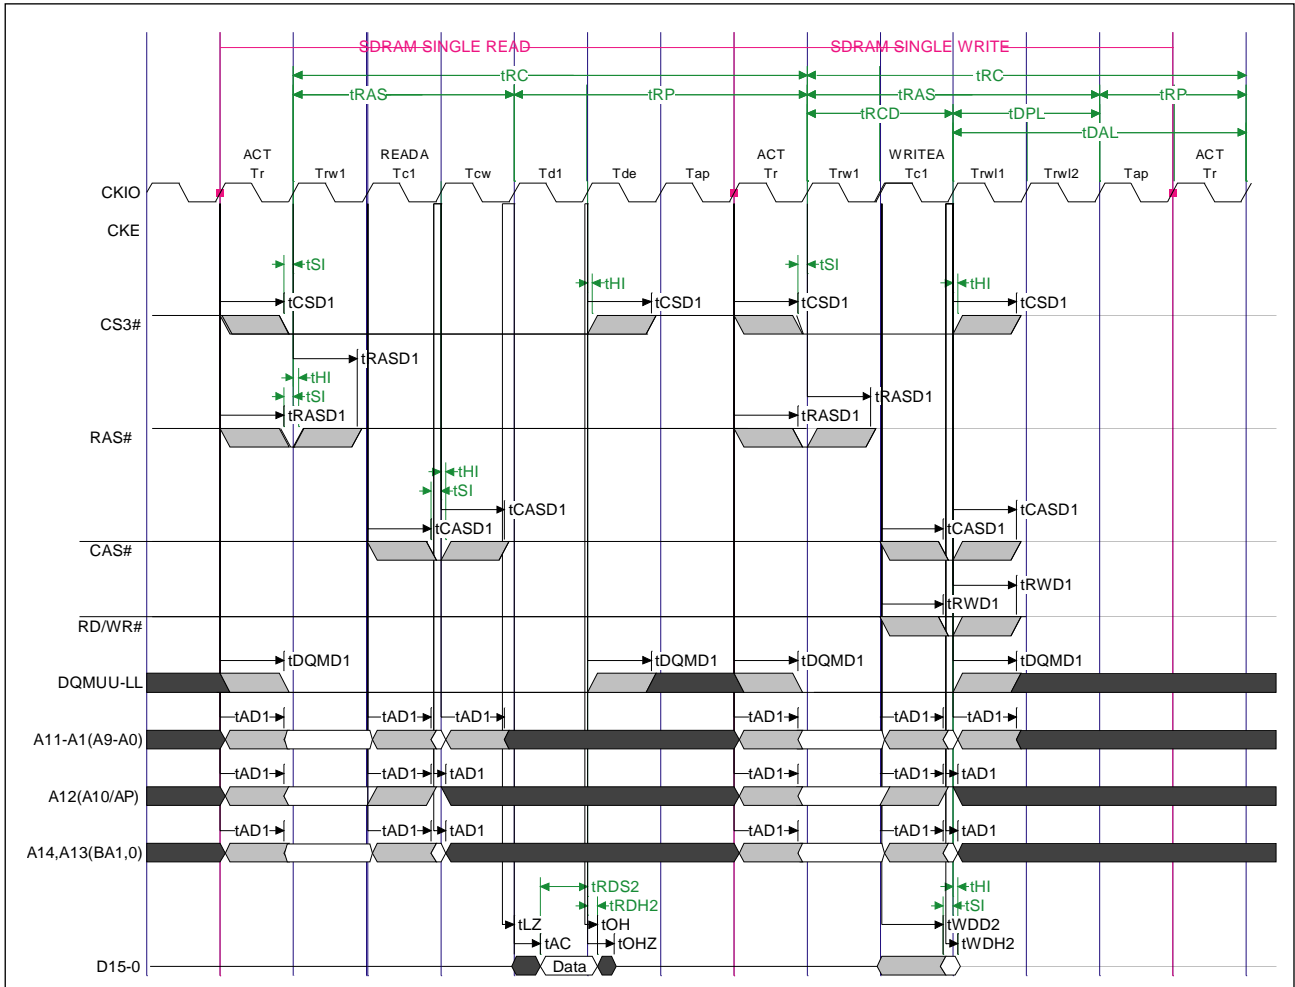 SDRAM SINGLE READ SDRAM SINGLE WRITE
tRC tRC
tRAS tRP tRAS tRP
tRCD tDPL
tDAL
ACT READA ACT WRITEA ACT
Tr Trw1 Tc1 Tcw Td1 Tde Tap Tr Trw1 Tc1 Trwl1 Trwl2 Tap Tr
CKIO
CKE
tSI tSI
tHI tHI
tCSD1 tCSD1 tCSD1 tCSD1
CS3#
tRASD1
tHI
tSI tRASD1
tRASD1 tRASD1
RAS#
tHI
tSI
tCASD1 tCASD1
tCASD1 tCASD1
CAS#
tRWD1
tRWD1
RD/WR#
tDQMD1 tDQMD1 tDQMD1 tDQMD1
DQMUU-LL
tAD1 tAD1 tAD1 tAD1 tAD1 tAD1
A11-A1(A9-A0)
tAD1 tAD1 tAD1 tAD1 tAD1 tAD1
A12(A10/AP)
tAD1 tAD1 tAD1 tAD1 tAD1 tAD1
A14,A13(BA1,0)
tRDS2 tHI
tRDH2 tSI
tLZ tOH tWDD2
tAC tOHZ tWDH2
D15-0 Data